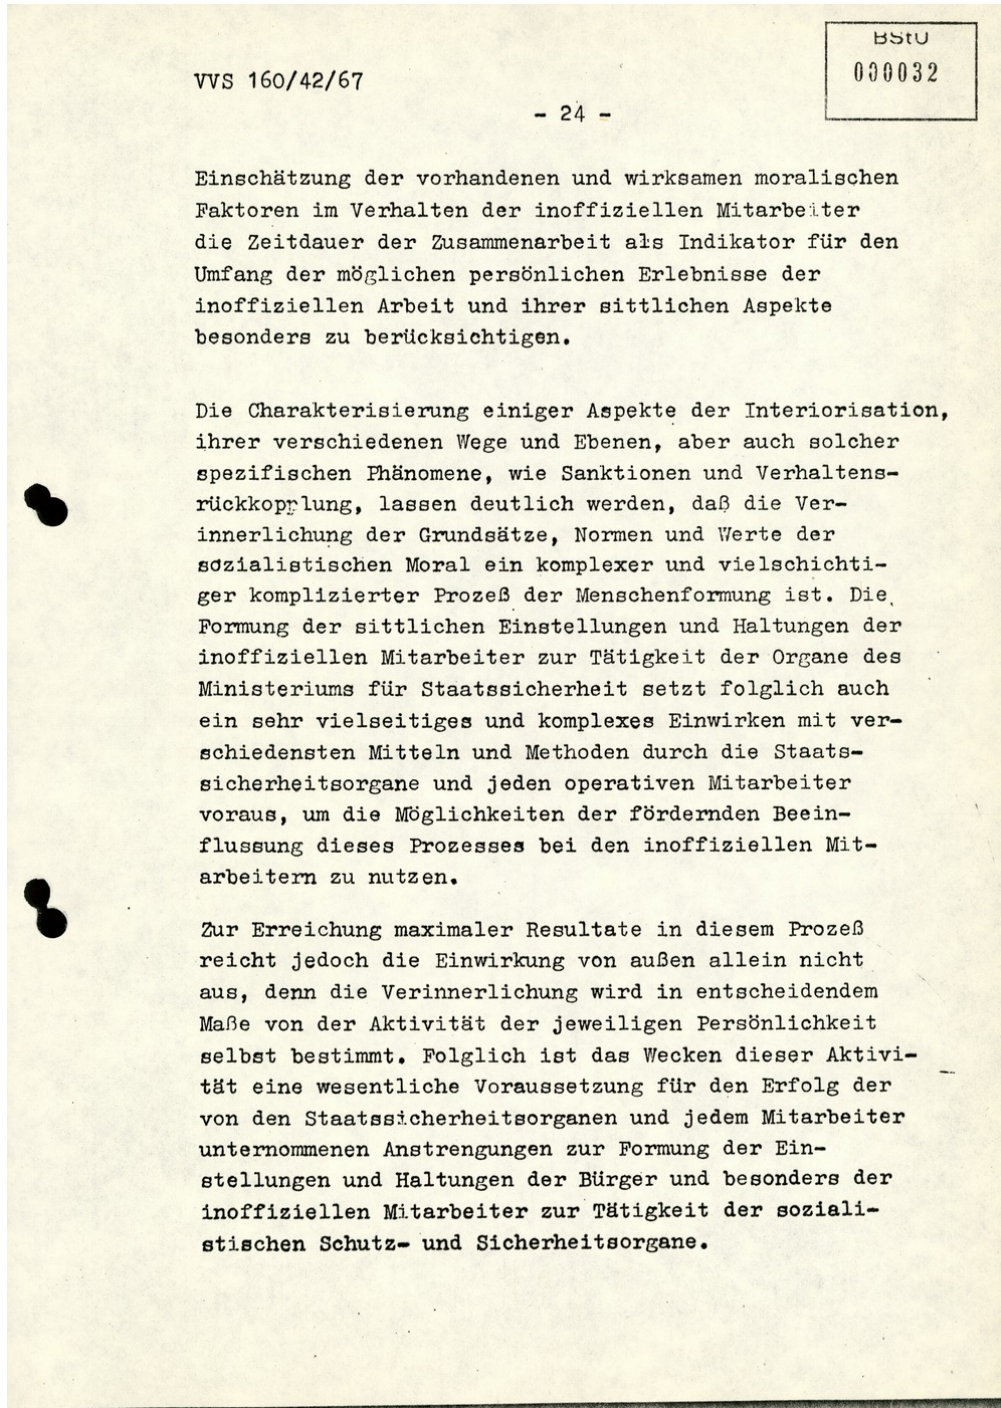 BStU
000032
VVS 160/42/67
- 24 -
Einschätzung der vorhandenen und wirksamen moralischen
Faktoren im Verhalten der inoffiziellen Mitarbeiter
die Zeitdauer der Zusammenarbeit als Indikator für den
Umfang der möglichen persönlichen Erlebnisse der
inoffiziellen Arbeit und ihrer sittlichen Aspekte
besonders zu berücksichtigen.
Die Charakterisierung einiger Aspekte der Interiorisation,
ihrer verschiedenen Wege und Ebenen, aber auch solcher
spezifischen Phänomene, wie Sanktionen und Verhaltens-
rückkopplung, lassen deutlich werden, daß die Ver-
innerlichung der Grundsätze, Normen und Werte der
sozialistischen Moral ein komplexer und vielschichti-
ger komplizierter Prozeß der Menschenformung ist. Die
Formung der sittlichen Einstellungen und Haltungen der
inoffiziellen Mitarbeiter zur Tätigkeit der Organe des
Ministeriums für Staatssicherheit setzt folglich auch
ein sehr vielseitiges und komplexes Einwirken mit ver-
schiedensten Mitteln und Methoden durch die Staats-
sicherheitsorgane und jeden operativen Mitarbeiter
voraus, um die Möglichkeiten der fördernden Beein-
flussung dieses Prozesses bei den inoffiziellen Mit-
arbeitern zu nutzen.
Zur Erreichung maximaler Resultate in diesem Prozeß
reicht jedoch die Einwirkung von außen allein nicht
aus, denn die Verinnerlichung wird in entscheidendem
Maße von der Aktivität der jeweiligen Persönlichkeit
selbst bestimmt. Folglich ist das Wecken dieser Aktivi-
tät eine wesentliche Voraussetzung für den Erfolg der
von den Staatssicherheitsorganen und jedem Mitarbeiter
unternommenen Anstrengungen zur Formung der Ein-
stellungen und Haltungen der Bürger und besonders der
inoffiziellen Mitarbeiter zur Tätigkeit der soziali-
stischen Schutz- und Sicherheitsorgane.